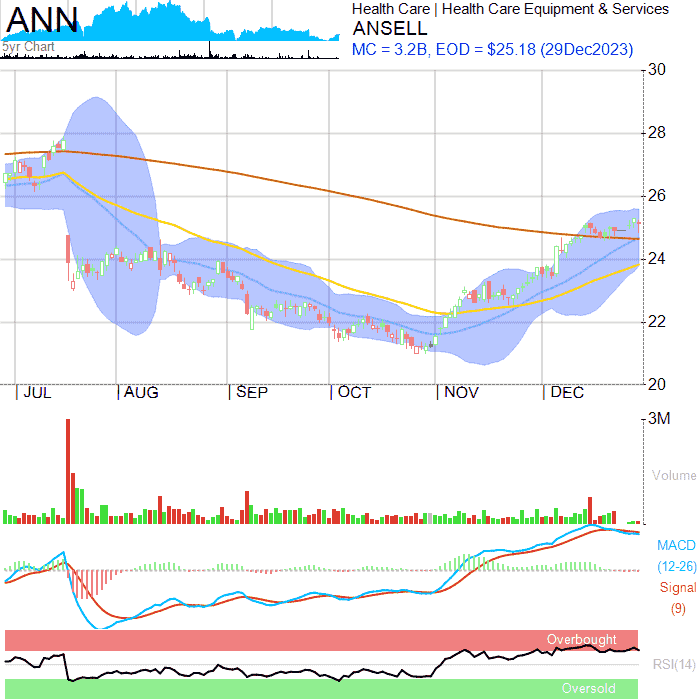 ANN
5yr Chart
Health Care | Health Care Equipment & Services
ANSELL
MC = 3.2B, EOD = $25.18 (29Dec2023)
30
28
26
24
22
20
JUL AUG SEP OCT NOV DEC
3M
Volume
MACD
(12-26)
Signal
(9)
Overbought
RSI(14)
Oversold